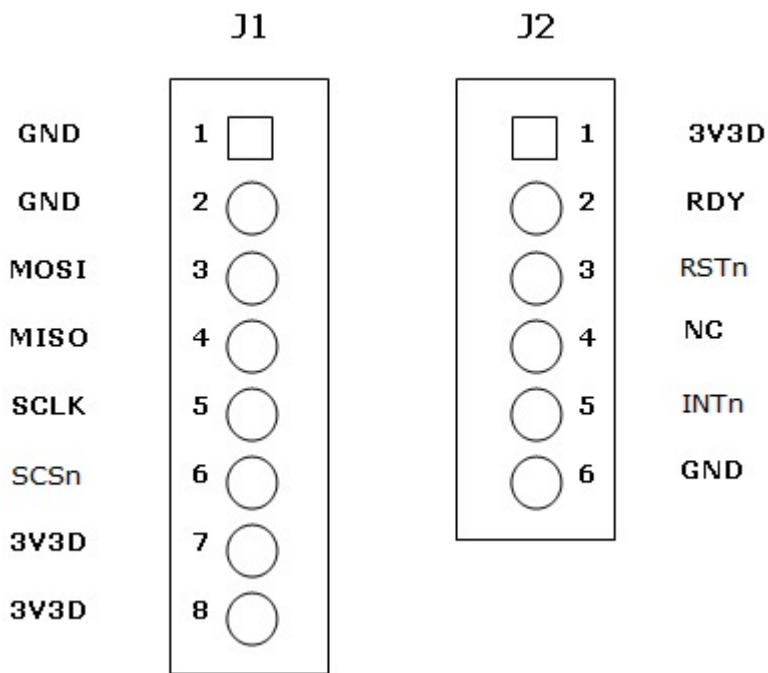 J1 J2
GND 1 1 3V3D
GND 2 2 RDY
MOSI 3 3 RSTn
MISO 4 4 NC
SCLK 5 5 INTn
SCSn 6 6 GND
3V3D 7
3V3D 8